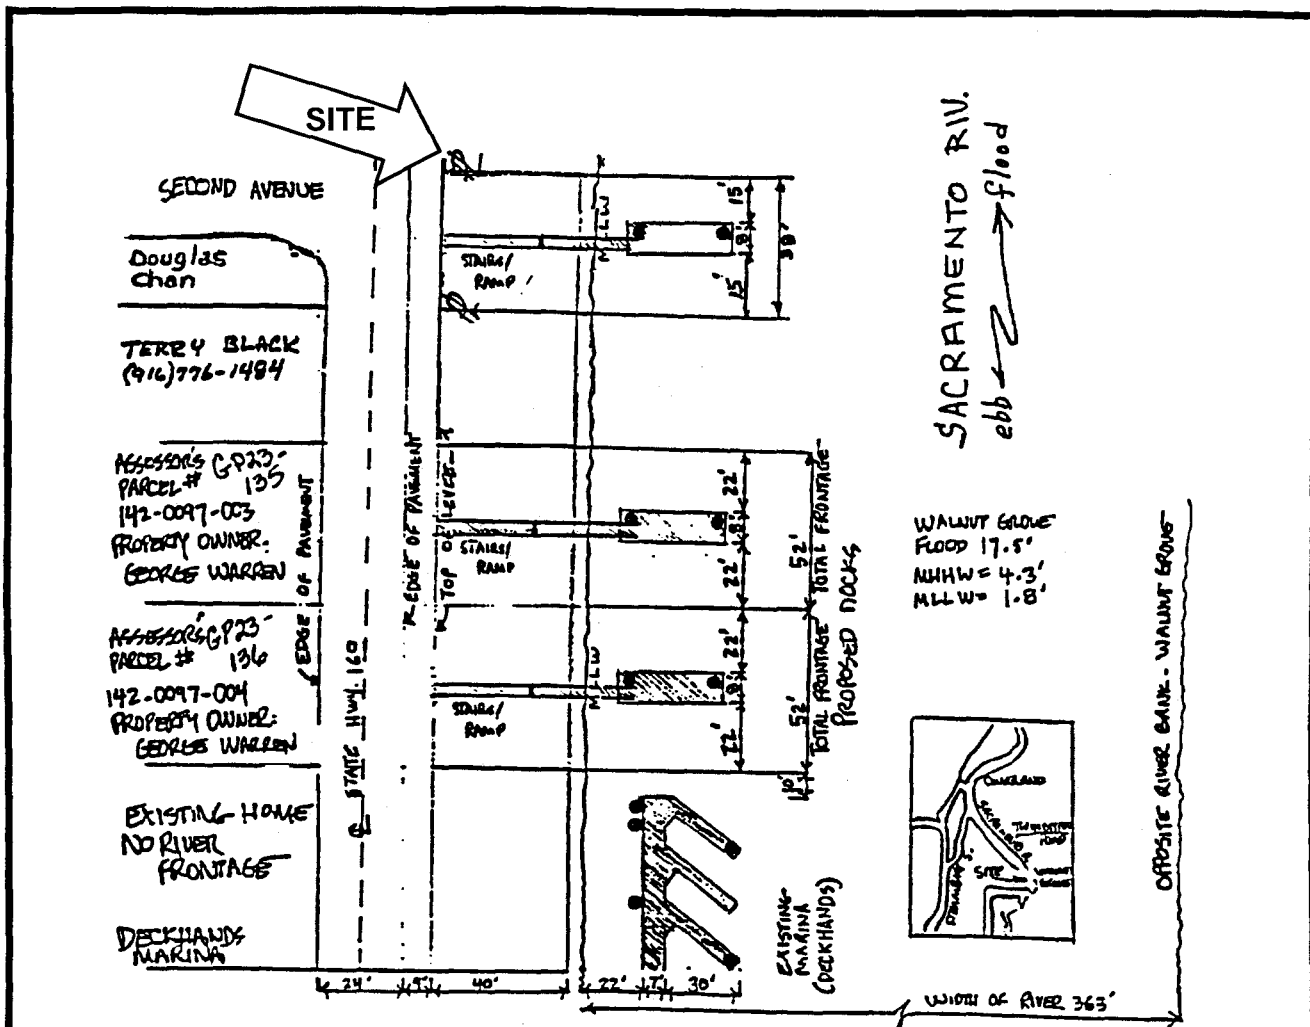 SITE
SECOND AVENUE
Douglas
Chan
TERRY BLACK
(916)776-1484
ASSESSOR'S GP23-
PARCEL # 135
142-0097-003
PROPERTY OWNER:
GEORGE WARREN
ASSESSOR'S GP23-
PARCEL # 136
142-0097-004
PROPERTY OWNER:
GEORGE WARREN
EXISTING HOME
NO RIVER
FRONTAGE
DECKHANDS
MARINA
EDGE OF PAVEMENT
STATE HWY. 160
EDGE OF PAVEMENT
TOP OF LEVEE
STAIRS/
RAMP
STAIRS/
RAMP
STAIRS/
RAMP
MLLW
MLLW
15'
8'
15'
38'
22'
8'
22'
52'
TOTAL FRONTAGE
22'
8'
22'
52'
TOTAL FRONTAGE
PROPOSED DOCKS
10'
EXISTING
MARINA
(DECKHANDS)
24'
9'
40'
22'
7'
30'
WIDTH OF RIVER 363'
SACRAMENTO RIV.
ebb
flood
WALNUT GROVE
FLOOD 17.5'
MHHW = 4.3'
MLLW = 1.8'
OPPOSITE RIVER BANK - WALNUT GROVE
SITE
WALNUT
GROVE